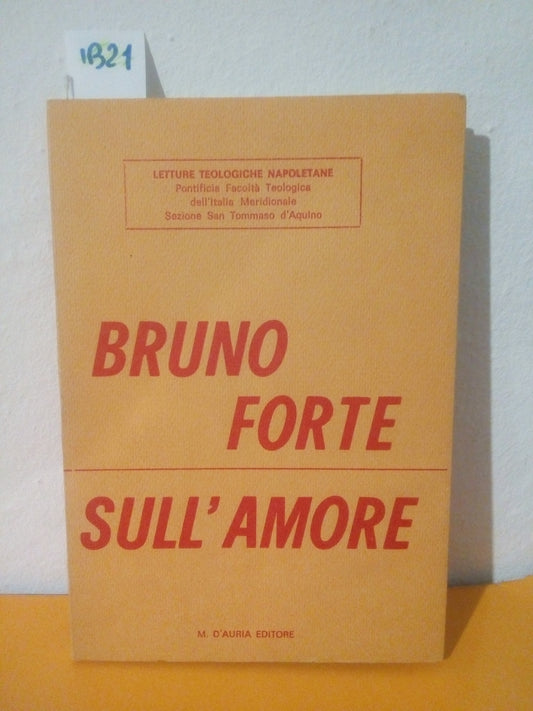 1B21
LETTURE TEOLOGICHE NAPOLETANE
Pontificia Facoltà Teologica
dell'Italia Meridionale
Sezione San Tommaso d'Aquino
BRUNO
FORTE
SULL'AMORE
M. D'AURIA EDITORE